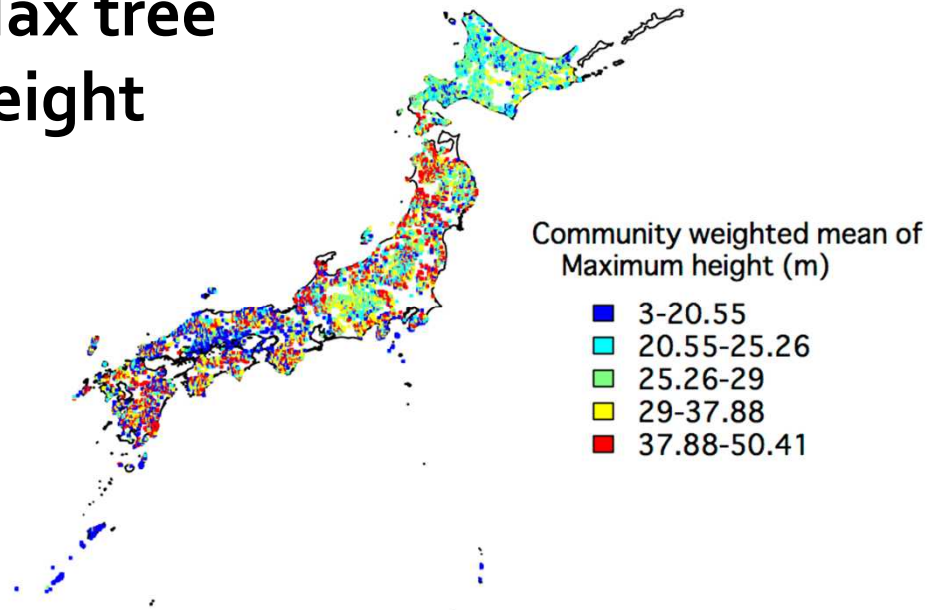 ax tree
eight
Community weighted mean of
Maximum height (m)
3-20.55
20.55-25.26
25.26-29
29-37.88
37.88-50.41